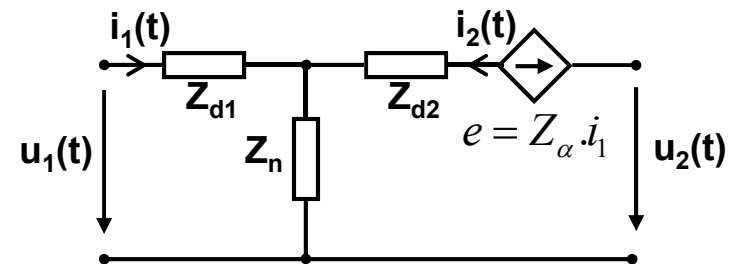 i₁(t)
i₂(t)
Z_d1
Z_d2
u₁(t)
Z_n
e = Z_α.i₁
u₂(t)